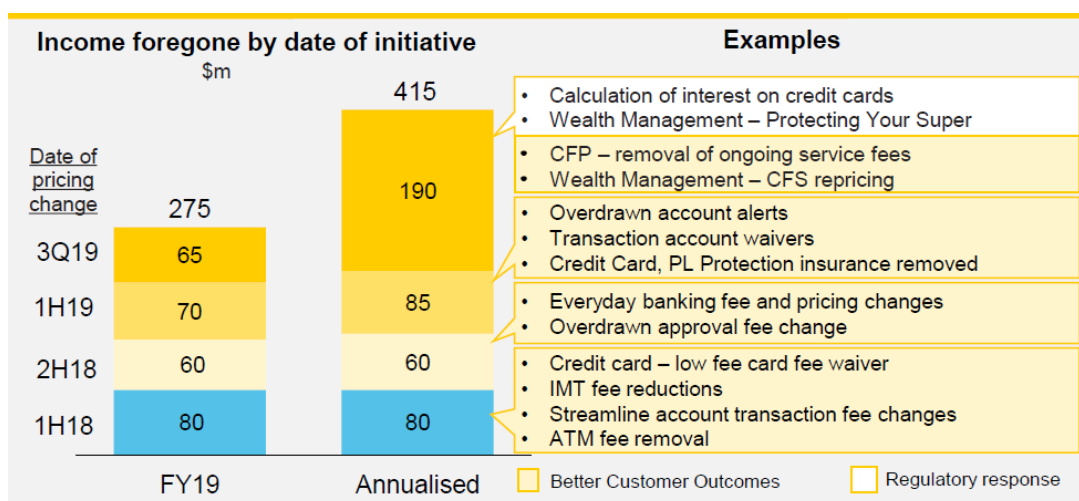 Income foregone by date of initiative
$m
Examples
Date of
pricing
change
3Q19
1H19
2H18
1H18
275
65
70
60
80
FY19
415
190
85
60
80
Annualised
• Calculation of interest on credit cards
• Wealth Management – Protecting Your Super
• CFP – removal of ongoing service fees
• Wealth Management – CFS repricing
• Overdrawn account alerts
• Transaction account waivers
• Credit Card, PL Protection insurance removed
• Everyday banking fee and pricing changes
• Overdrawn approval fee change
• Credit card – low fee card fee waiver
• IMT fee reductions
• Streamline account transaction fee changes
• ATM fee removal
Better Customer Outcomes
Regulatory response